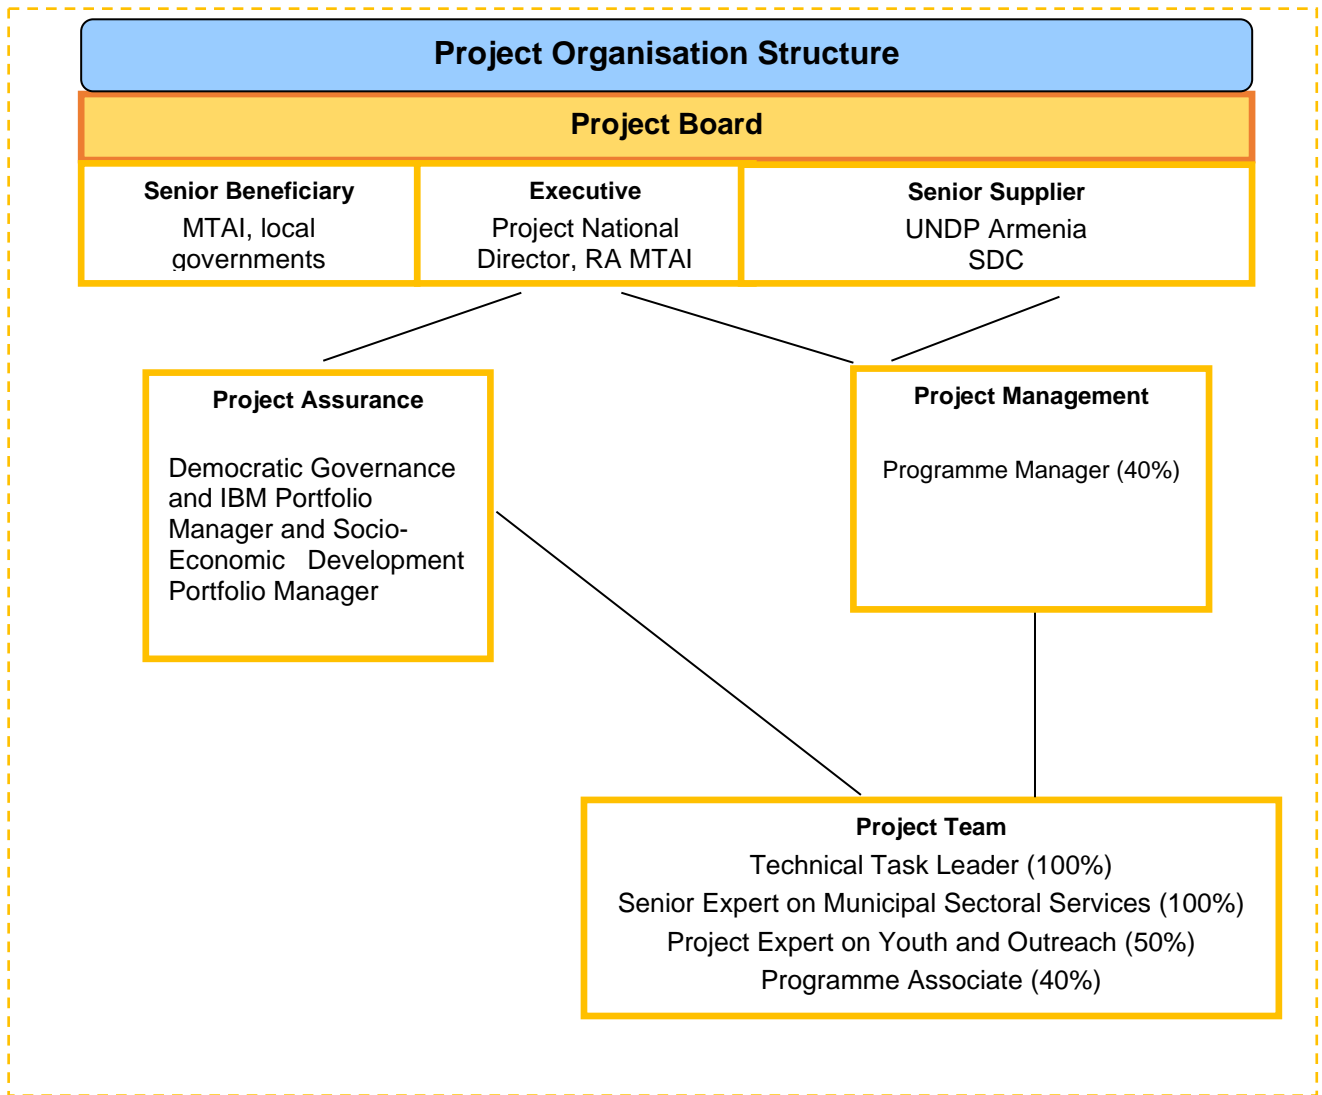 Project Organisation Structure
Project Board
Senior Beneficiary
MTAI, local
governments
Executive
Project National
Director, RA MTAI
Senior Supplier
UNDP Armenia
SDC
Project Assurance
Democratic Governance
and IBM Portfolio
Manager and Socio-
Economic Development
Portfolio Manager
Project Management
Programme Manager (40%)
Project Team
Technical Task Leader (100%)
Senior Expert on Municipal Sectoral Services (100%)
Project Expert on Youth and Outreach (50%)
Programme Associate (40%)